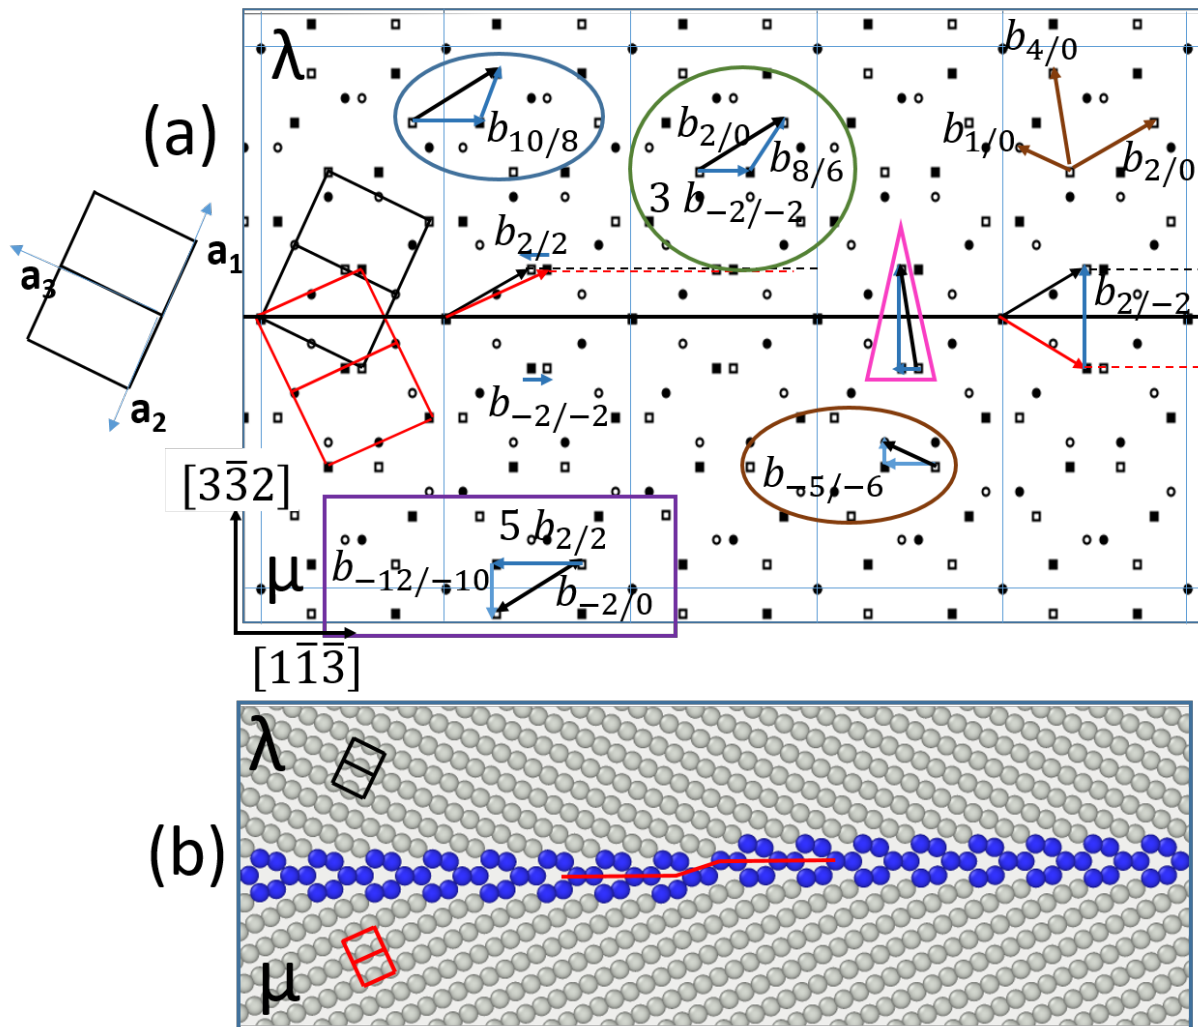 λ
b₄/₀
(a)
b₁₀/₈
b₂/₀
b₈/₆
b₁/₀
b₂/₀
3 b₋₂/₋₂
a₁
a₃
b₂/₂
b₂/₋₂
a₂
b₋₂/₋₂
b₋₅/₋₆
[33̄2]
5 b₂/₂
μ
b₋₁₂/₋₁₀
b₋₂/₀
[11̄3̄]
λ
(b)
μ